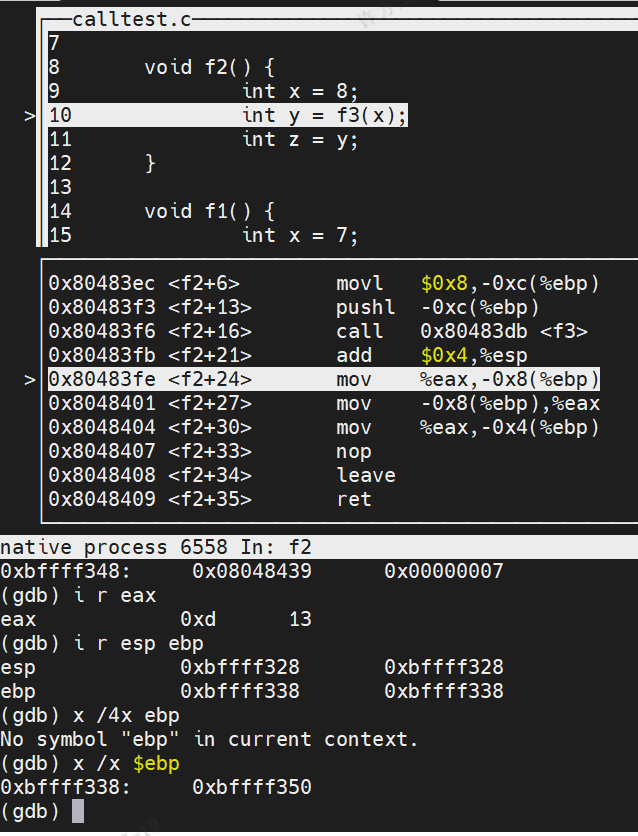 calltest.c
7
8 void f2() {
9 int x = 8;
>10 int y = f3(x);
11 int z = y;
12 }
13
14 void f1() {
15 int x = 7;
0x80483ec <f2+6> movl $0x8,-0xc(%ebp)
0x80483f3 <f2+13> pushl -0xc(%ebp)
0x80483f6 <f2+16> call 0x80483db <f3>
0x80483fb <f2+21> add $0x4,%esp
>0x80483fe <f2+24> mov %eax,-0x8(%ebp)
0x8048401 <f2+27> mov -0x8(%ebp),%eax
0x8048404 <f2+30> mov %eax,-0x4(%ebp)
0x8048407 <f2+33> nop
0x8048408 <f2+34> leave
0x8048409 <f2+35> ret
native process 6558 In: f2
0xbffff348: 0x08048439 0x00000007
(gdb) i r eax
eax 0xd 13
(gdb) i r esp ebp
esp 0xbffff328 0xbffff328
ebp 0xbffff338 0xbffff338
(gdb) x /4x ebp
No symbol "ebp" in current context.
(gdb) x /x $ebp
0xbffff338: 0xbffff350
(gdb)